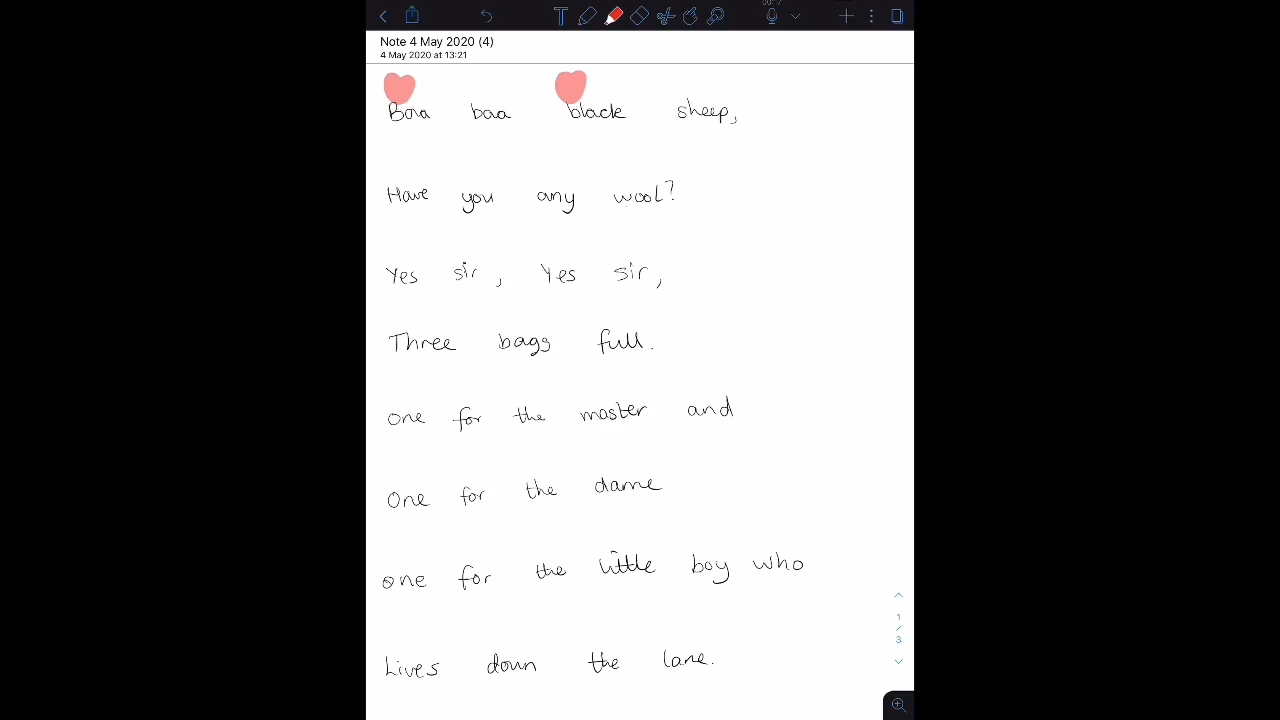 Note 4 May 2020 (4)
4 May 2020 at 13:21
Baa baa black sheep,
Have you any wool?
Yes sir, Yes sir,
Three bags full.
One for the master and
One for the dame
One for the little boy who
Lives down the lane.
1
/
3